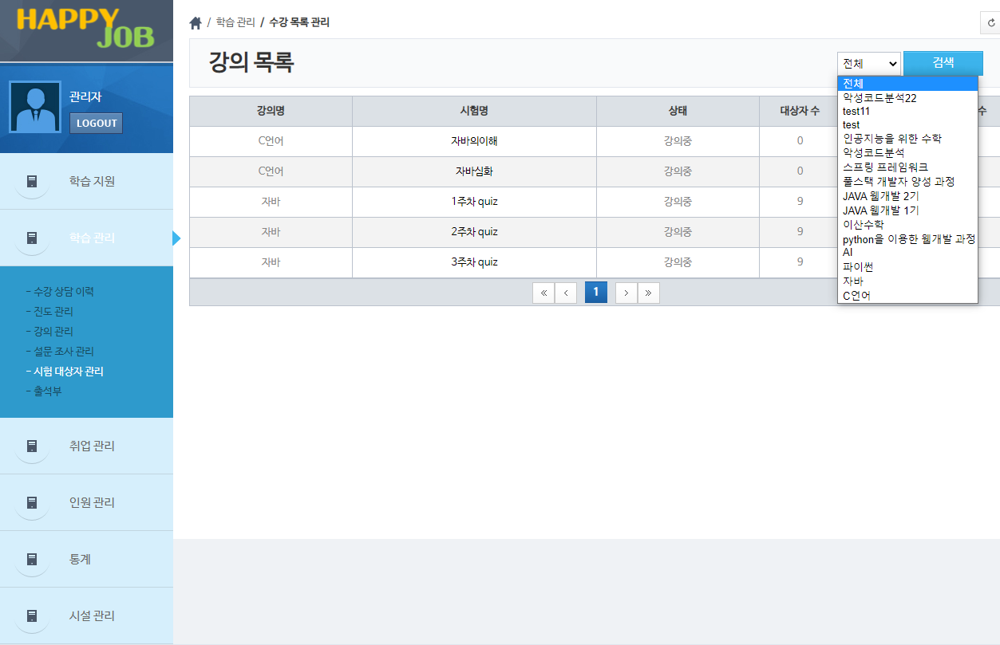 HAPPY
JOB
관리자
LOGOUT
학습 지원
학습 관리
- 수강 상담 이력
- 진도 관리
- 강의 관리
- 설문 조사 관리
- 시험 대상자 관리
- 출석부
취업 관리
인원 관리
통계
시설 관리
/ 학습 관리 / 수강 목록 관리
강의 목록
전체 검색
전체
악성코드분석22
test11
test
인공지능을 위한 수학
악성코드분석
스프링 프레임워크
풀스택 개발자 양성 과정
JAVA 웹개발 2기
JAVA 웹개발 1기
이산수학
python을 이용한 웹개발 과정
AI
파이썬
자바
C언어
강의명 시험명 상태 대상자 수 수
C언어 자바의이해 강의중 0
C언어 자바심화 강의중 0
자바 1주차 quiz 강의중 9
자바 2주차 quiz 강의중 9
자바 3주차 quiz 강의중 9
« ‹ 1 › »